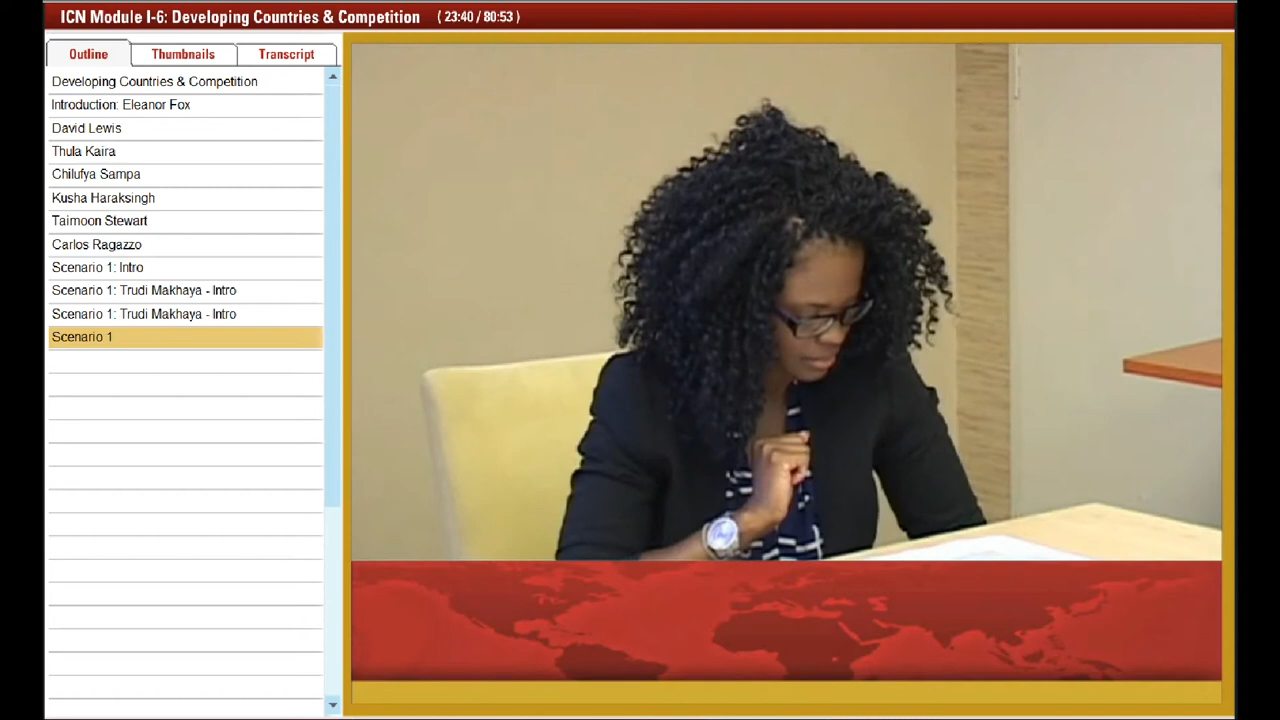 ICN Module I-6: Developing Countries & Competition ( 23:40 / 80:53 )
Outline Thumbnails Transcript
Developing Countries & Competition
Introduction: Eleanor Fox
David Lewis
Thula Kaira
Chilufya Sampa
Kusha Haraksingh
Taimoon Stewart
Carlos Ragazzo
Scenario 1: Intro
Scenario 1: Trudi Makhaya - Intro
Scenario 1: Trudi Makhaya - Intro
Scenario 1